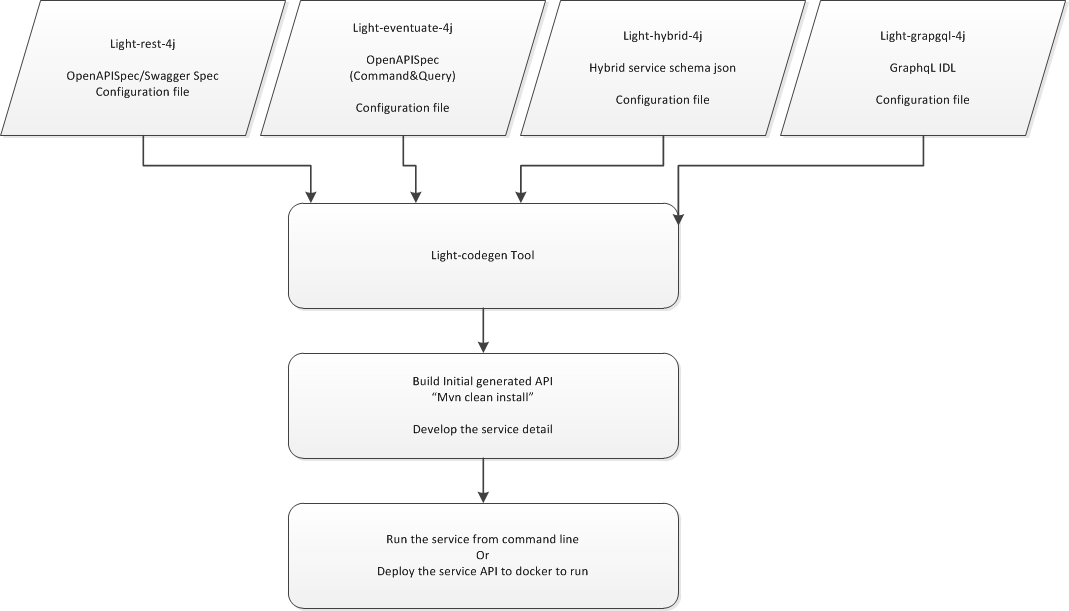 Light-rest-4j
OpenAPISpec/Swagger Spec
Configuration file
Light-eventuate-4j
OpenAPISpec
(Command&Query)
Configuration file
Light-hybrid-4j
Hybrid service schema json
Configuration file
Light-grapgql-4j
GraphqL IDL
Configuration file
Light-codegen Tool
Build Initial generated API
“Mvn clean install”
Develop the service detail
Run the service from command line
Or
Deploy the service API to docker to run